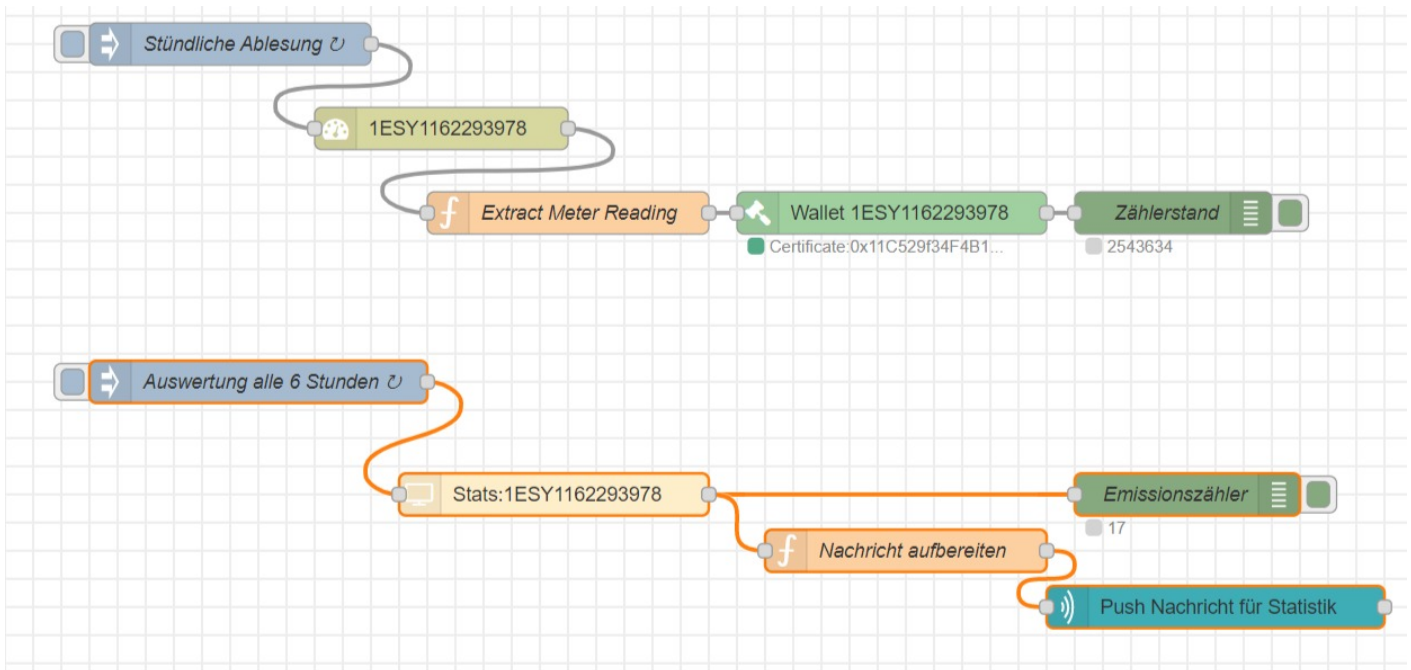 Stündliche Ablesung ↻
1ESY1162293978
Extract Meter Reading
Wallet 1ESY1162293978
Zählerstand
Certificate:0x11C529f34F4B1...
2543634
Auswertung alle 6 Stunden ↻
Stats:1ESY1162293978
Emissionszähler
17
Nachricht aufbereiten
Push Nachricht für Statistik